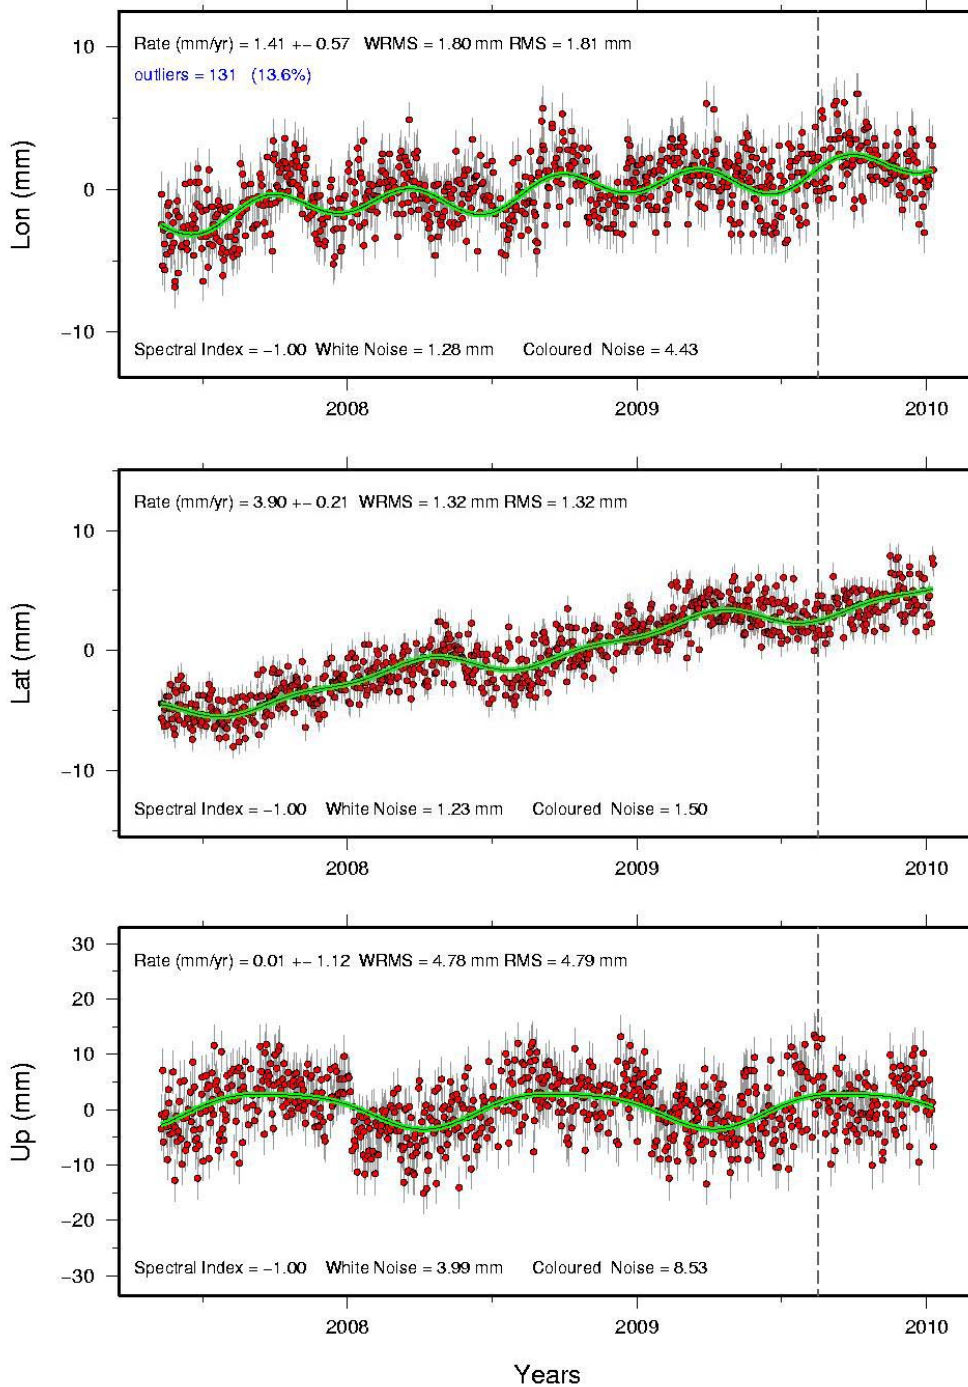 Rate (mm/yr) = 1.41 +− 0.57 WRMS = 1.80 mm RMS = 1.81 mm
outliers = 131 (13.6%)
10
0
−10
Lon (mm)
Spectral Index = −1.00 White Noise = 1.28 mm Coloured Noise = 4.43
2008 2009 2010
Rate (mm/yr) = 3.90 +− 0.21 WRMS = 1.32 mm RMS = 1.32 mm
10
0
−10
Lat (mm)
Spectral Index = −1.00 White Noise = 1.23 mm Coloured Noise = 1.50
2008 2009 2010
Rate (mm/yr) = 0.01 +− 1.12 WRMS = 4.78 mm RMS = 4.79 mm
30
20
10
0
−10
−20
−30
Up (mm)
Spectral Index = −1.00 White Noise = 3.99 mm Coloured Noise = 8.53
2008 2009 2010
Years